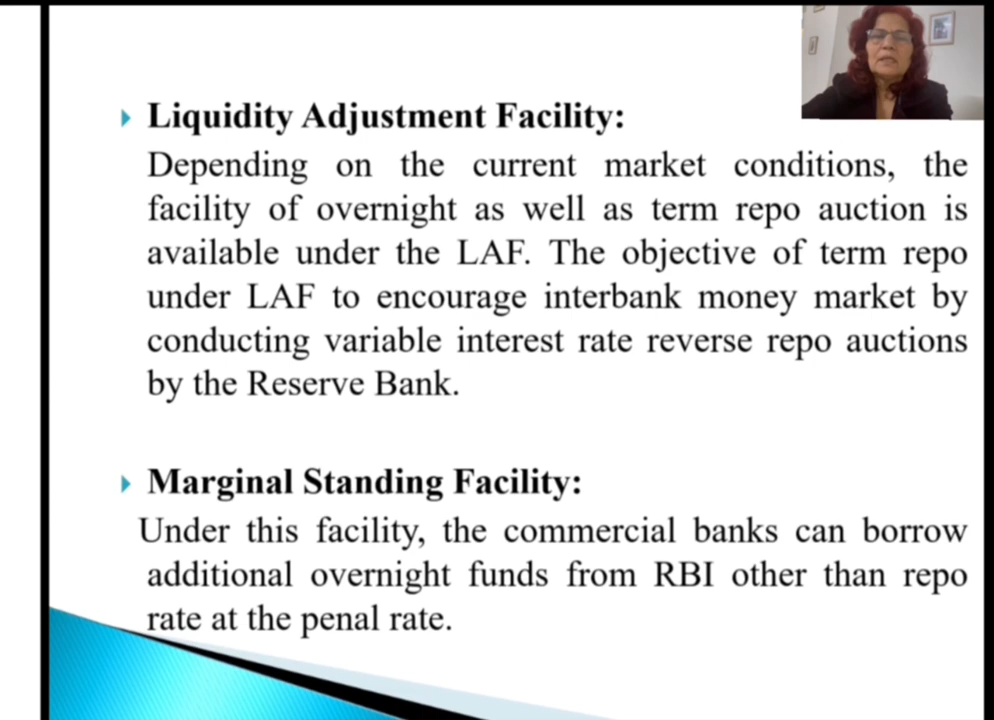 Liquidity Adjustment Facility:
Depending on the current market conditions, the
facility of overnight as well as term repo auction is
available under the LAF. The objective of term repo
under LAF to encourage interbank money market by
conducting variable interest rate reverse repo auctions
by the Reserve Bank.
Marginal Standing Facility:
Under this facility, the commercial banks can borrow
additional overnight funds from RBI other than repo
rate at the penal rate.